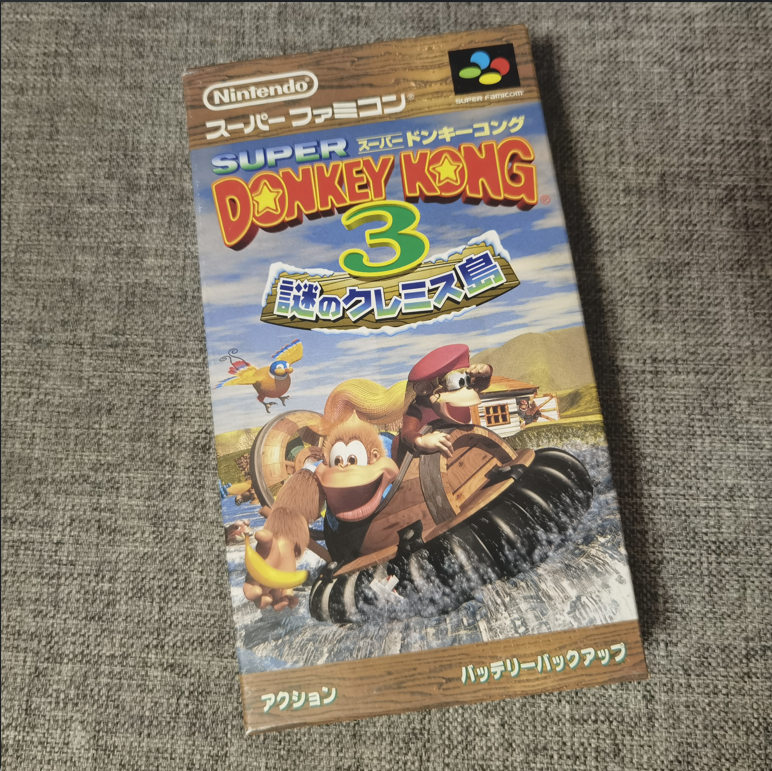 Nintendo®
スーパーファミコン®
SUPER FAMICOM
SUPER スーパードンキーコング
DONKEY KONG®
3
謎のクレミス島
アクション
バッテリーバックアップ